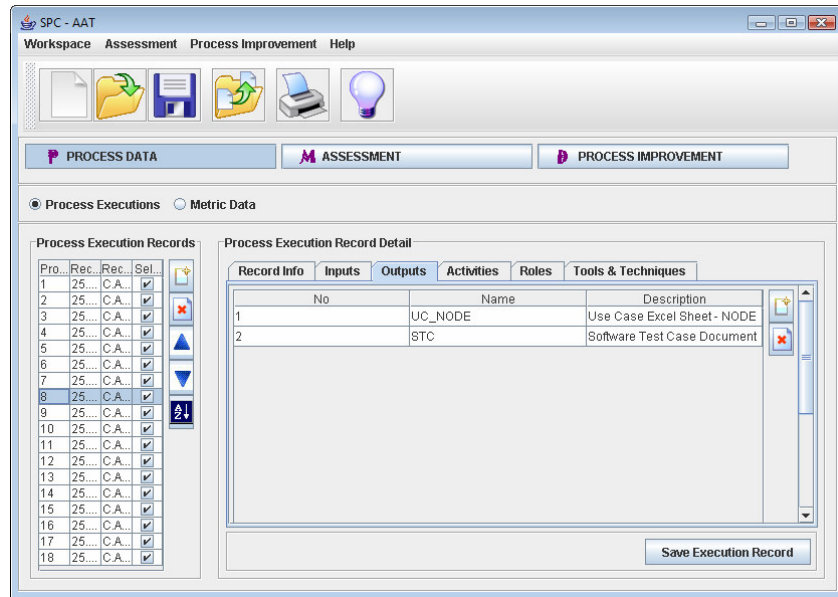 SPC - AAT
Workspace Assessment Process Improvement Help
P PROCESS DATA M ASSESSMENT D PROCESS IMPROVEMENT
Process Executions Metric Data
Process Execution Records
Pro... Rec... Rec... Sel...
1 25.... C.A...
2 25.... C.A...
3 25.... C.A...
4 25.... C.A...
5 25.... C.A...
6 25.... C.A...
7 25.... C.A...
8 25.... C.A...
9 25.... C.A...
10 25.... C.A...
11 25.... C.A...
12 25.... C.A...
13 25.... C.A...
14 25.... C.A...
15 25.... C.A...
16 25.... C.A...
17 25.... C.A...
18 25.... C.A...
A
Z
Process Execution Record Detail
Record Info Inputs Outputs Activities Roles Tools & Techniques
No Name Description
1 UC_NODE Use Case Excel Sheet - NODE
2 STC Software Test Case Document
Save Execution Record